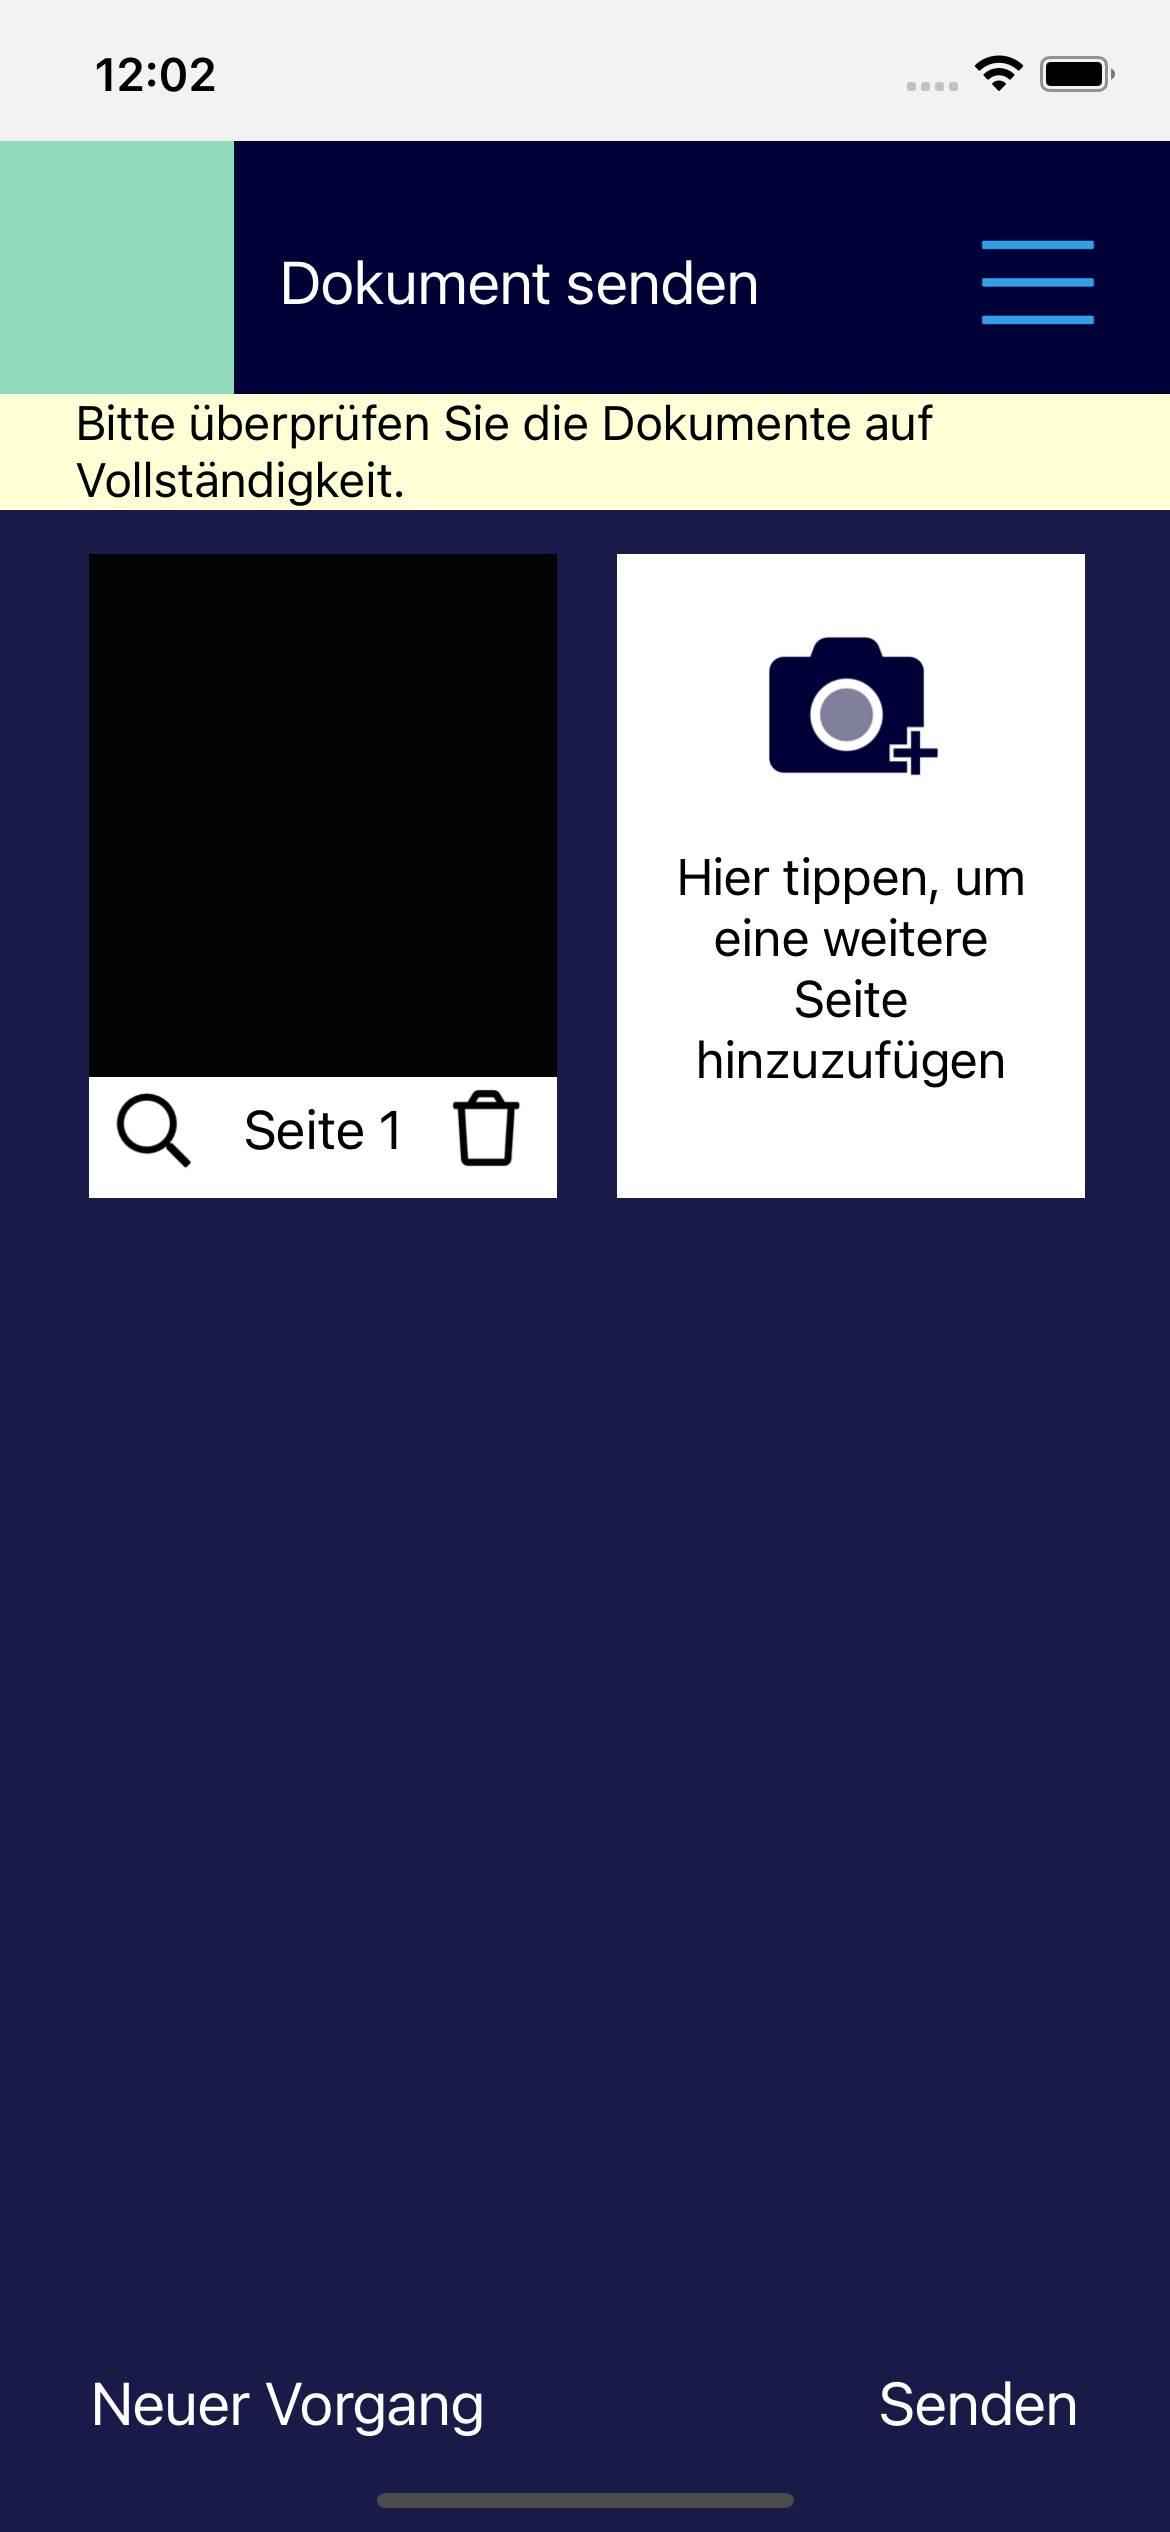 12:02
Dokument senden
Bitte überprüfen Sie die Dokumente auf
Vollständigkeit.
Hier tippen, um
eine weitere
Seite
hinzuzufügen
Seite 1
Neuer Vorgang
Senden